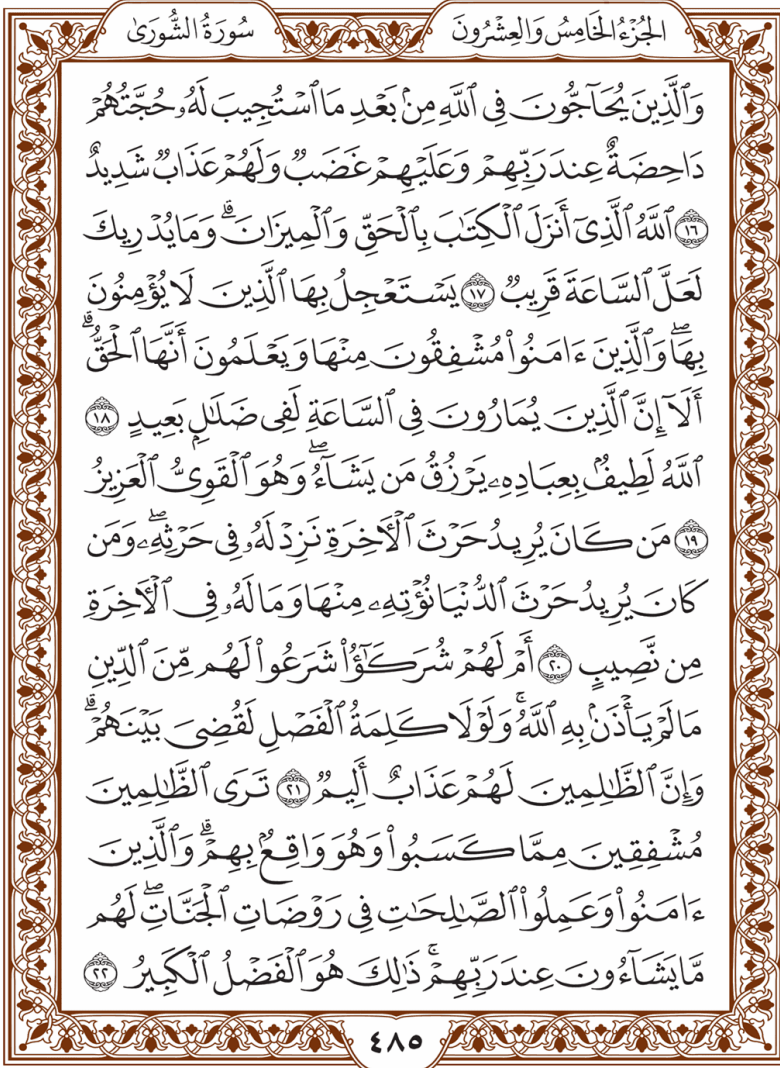 الجُزْءُ الخَامِسُ وَالعِشْرُونَ
سُورَةُ الشُّورَىٰ
وَٱلَّذِينَ يُحَآجُّونَ فِى ٱللَّهِ مِنۢ بَعْدِ مَا ٱسْتُجِيبَ لَهُۥ حُجَّتُهُمْ
دَاحِضَةٌ عِندَ رَبِّهِمْ وَعَلَيْهِمْ غَضَبٌ وَلَهُمْ عَذَابٌ شَدِيدٌ
١٦ ٱللَّهُ ٱلَّذِىٓ أَنزَلَ ٱلْكِتَٰبَ بِٱلْحَقِّ وَٱلْمِيزَانَ ۗ وَمَا يُدْرِيكَ
لَعَلَّ ٱلسَّاعَةَ قَرِيبٌ ١٧ يَسْتَعْجِلُ بِهَا ٱلَّذِينَ لَا يُؤْمِنُونَ
بِهَا ۖ وَٱلَّذِينَ ءَامَنُوا۟ مُشْفِقُونَ مِنْهَا وَيَعْلَمُونَ أَنَّهَا ٱلْحَقُّ ۗ
أَلَآ إِنَّ ٱلَّذِينَ يُمَارُونَ فِى ٱلسَّاعَةِ لَفِى ضَلَٰلٍۭ بَعِيدٍ ١٨
ٱللَّهُ لَطِيفٌۢ بِعِبَادِهِۦ يَرْزُقُ مَن يَشَآءُ ۖ وَهُوَ ٱلْقَوِىُّ ٱلْعَزِيزُ
١٩ مَن كَانَ يُرِيدُ حَرْثَ ٱلْءَاخِرَةِ نَزِدْ لَهُۥ فِى حَرْثِهِۦ ۖ وَمَن
كَانَ يُرِيدُ حَرْثَ ٱلدُّنْيَا نُؤْتِهِۦ مِنْهَا وَمَا لَهُۥ فِى ٱلْءَاخِرَةِ
مِن نَّصِيبٍ ٢٠ أَمْ لَهُمْ شُرَكَٰٓؤُا۟ شَرَعُوا۟ لَهُم مِّنَ ٱلدِّينِ
مَا لَمْ يَأْذَنۢ بِهِ ٱللَّهُ ۚ وَلَوْلَا كَلِمَةُ ٱلْفَصْلِ لَقُضِىَ بَيْنَهُمْ ۗ
وَإِنَّ ٱلظَّٰلِمِينَ لَهُمْ عَذَابٌ أَلِيمٌ ٢١ تَرَى ٱلظَّٰلِمِينَ
مُشْفِقِينَ مِمَّا كَسَبُوا۟ وَهُوَ وَاقِعٌۢ بِهِمْ ۗ وَٱلَّذِينَ
ءَامَنُوا۟ وَعَمِلُوا۟ ٱلصَّٰلِحَٰتِ فِى رَوْضَاتِ ٱلْجَنَّاتِ ۖ لَهُم
مَّا يَشَآءُونَ عِندَ رَبِّهِمْ ۚ ذَٰلِكَ هُوَ ٱلْفَضْلُ ٱلْكَبِيرُ ٢٢
٤٨٥